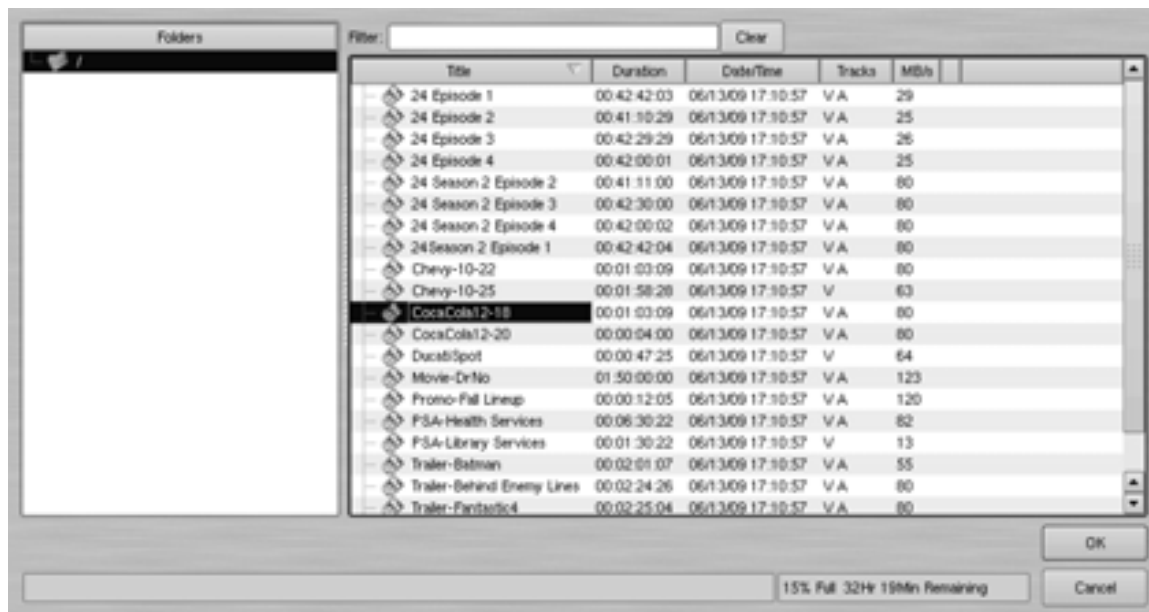 Folders
/
Filter: Clear
Title Duration Date/Time Tracks MB/s
24 Episode 1 00:42:42:03 06/13/09 17:10:57 V A 29
24 Episode 2 00:41:10:29 06/13/09 17:10:57 V A 25
24 Episode 3 00:42:29:29 06/13/09 17:10:57 V A 26
24 Episode 4 00:42:00:01 06/13/09 17:10:57 V A 25
24 Season 2 Episode 2 00:41:11:00 06/13/09 17:10:57 V A 80
24 Season 2 Episode 3 00:42:30:00 06/13/09 17:10:57 V A 80
24 Season 2 Episode 4 00:42:00:02 06/13/09 17:10:57 V A 80
24Season 2 Episode 1 00:42:42:04 06/13/09 17:10:57 V A 80
Chevy-10-22 00:01:03:09 06/13/09 17:10:57 V A 80
Chevy-10-25 00:01:58:28 06/13/09 17:10:57 V 63
CocaCola12-18 00:01:03:09 06/13/09 17:10:57 V A 80
CocaCola12-20 00:00:04:00 06/13/09 17:10:57 V A 80
DucatiSpot 00:00:47:25 06/13/09 17:10:57 V 64
Movie-DrNo 01:50:00:00 06/13/09 17:10:57 V A 123
Promo-Fall Lineup 00:00:12:05 06/13/09 17:10:57 V A 120
PSA-Health Services 00:06:30:22 06/13/09 17:10:57 V A 82
PSA-Library Services 00:01:30:22 06/13/09 17:10:57 V 13
Trailer-Batman 00:02:01:07 06/13/09 17:10:57 V A 55
Trailer-Behind Enemy Lines 00:02:24:26 06/13/09 17:10:57 V A 80
Trailer-Fantastic4 00:02:25:04 06/13/09 17:10:57 V A 80
OK
15% Full 32Hr 19Min Remaining Cancel